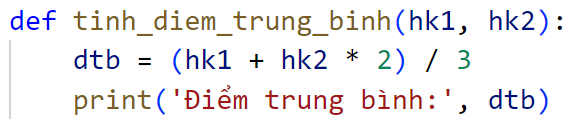 def tinh_diem_trung_binh(hk1, hk2):
    dtb = (hk1 + hk2 * 2) / 3
    print('Điểm trung bình:', dtb)